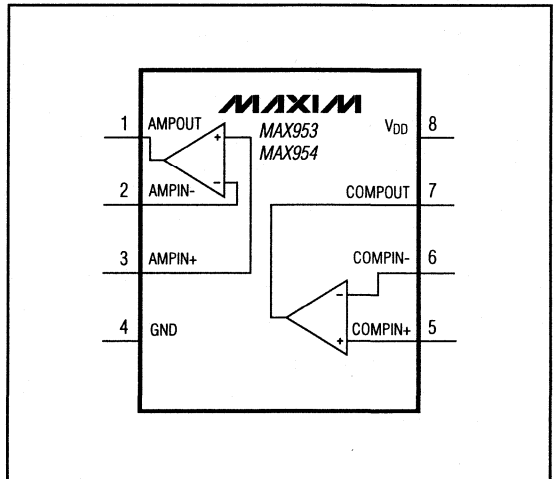 MAXIM
MAX953
MAX954
1 AMPOUT
2 AMPIN-
3 AMPIN+
4 GND
VDD 8
COMPOUT 7
COMPIN- 6
COMPIN+ 5
+
−
−
+